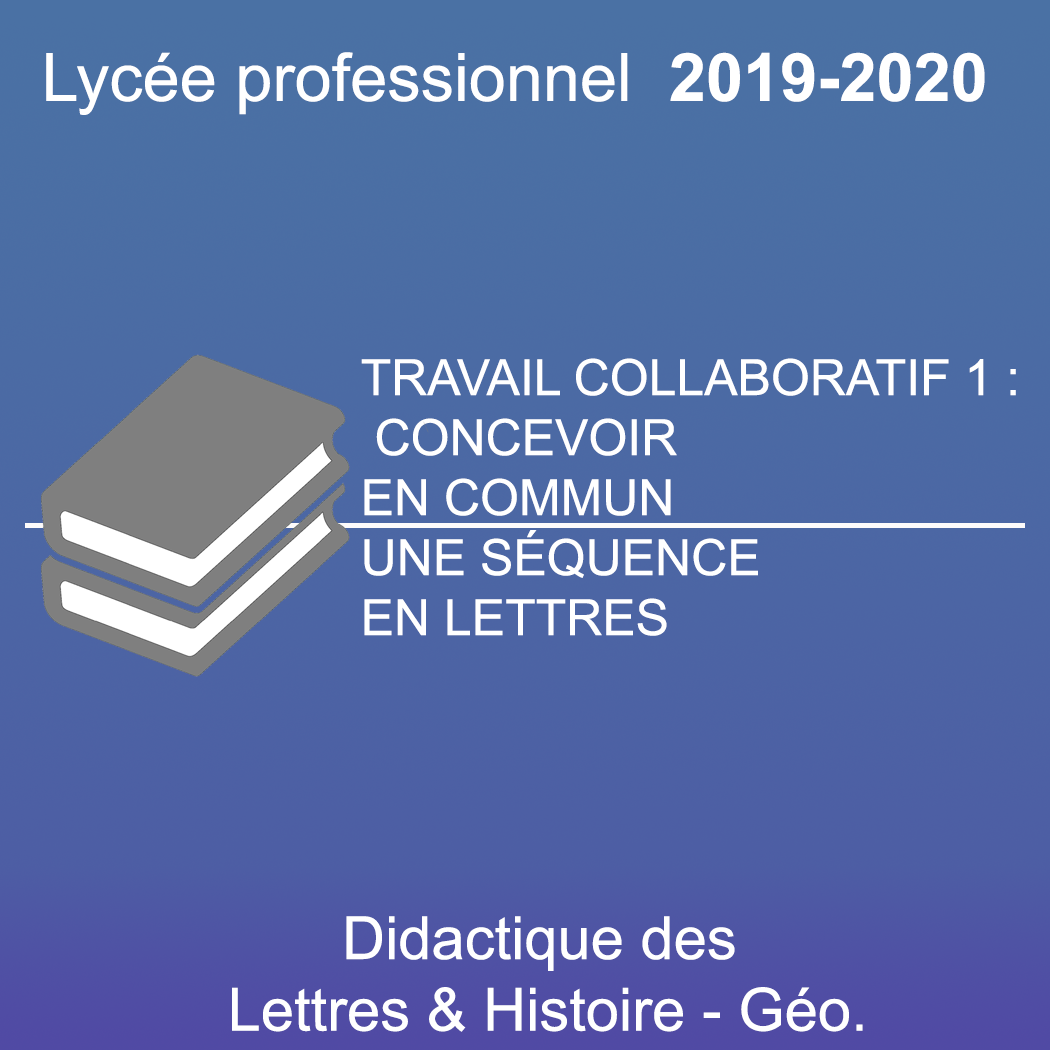 Lycée professionnel 2019-2020
TRAVAIL COLLABORATIF 1 :
CONCEVOIR
EN COMMUN
UNE SÉQUENCE
EN LETTRES
Didactique des
Lettres & Histoire - Géo.